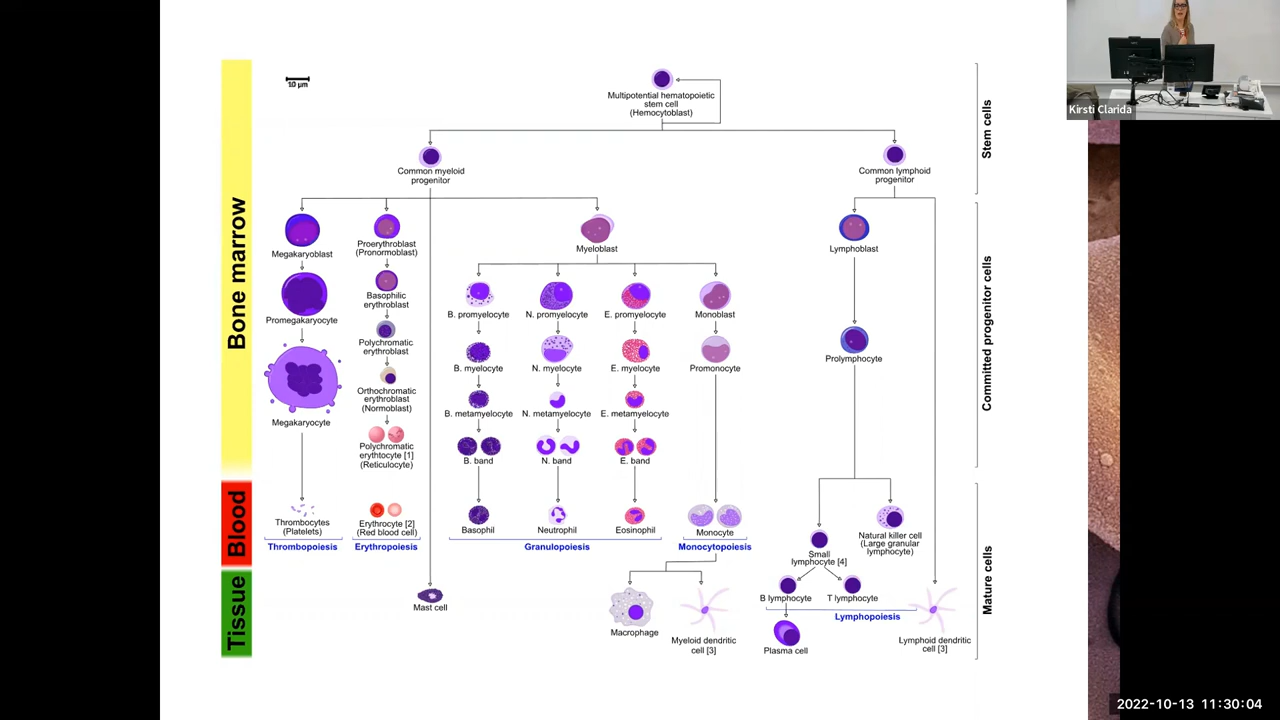 10 µm
Multipotential hematopoietic
stem cell
(Hemocytoblast)
Common myeloid
progenitor
Common lymphoid
progenitor
Megakaryoblast
Proerythroblast
(Pronormoblast)
Myeloblast
Lymphoblast
Basophilic
erythroblast
Promegakaryocyte
B. promyelocyte
N. promyelocyte
E. promyelocyte
Monoblast
Polychromatic
erythroblast
B. myelocyte
N. myelocyte
E. myelocyte
Promonocyte
Prolymphocyte
Orthochromatic
erythroblast
(Normoblast)
Megakaryocyte
B. metamyelocyte
N. metamyelocyte
E. metamyelocyte
Polychromatic
erythtocyte [1]
(Reticulocyte)
B. band
N. band
E. band
Thrombocytes
(Platelets)
Erythrocyte [2]
(Red blood cell)
Basophil
Neutrophil
Eosinophil
Monocyte
Natural killer cell
(Large granular
lymphocyte)
Small
lymphocyte [4]
Thrombopoiesis
Erythropoiesis
Granulopoiesis
Monocytopoiesis
Mast cell
B lymphocyte
T lymphocyte
Lymphopoiesis
Macrophage
Myeloid dendritic
cell [3]
Plasma cell
Lymphoid dendritic
cell [3]
Bone marrow
Blood
Tissue
Stem cells
Committed progenitor cells
Mature cells
Kirsti Clarida
2022-10-13 11:30:04